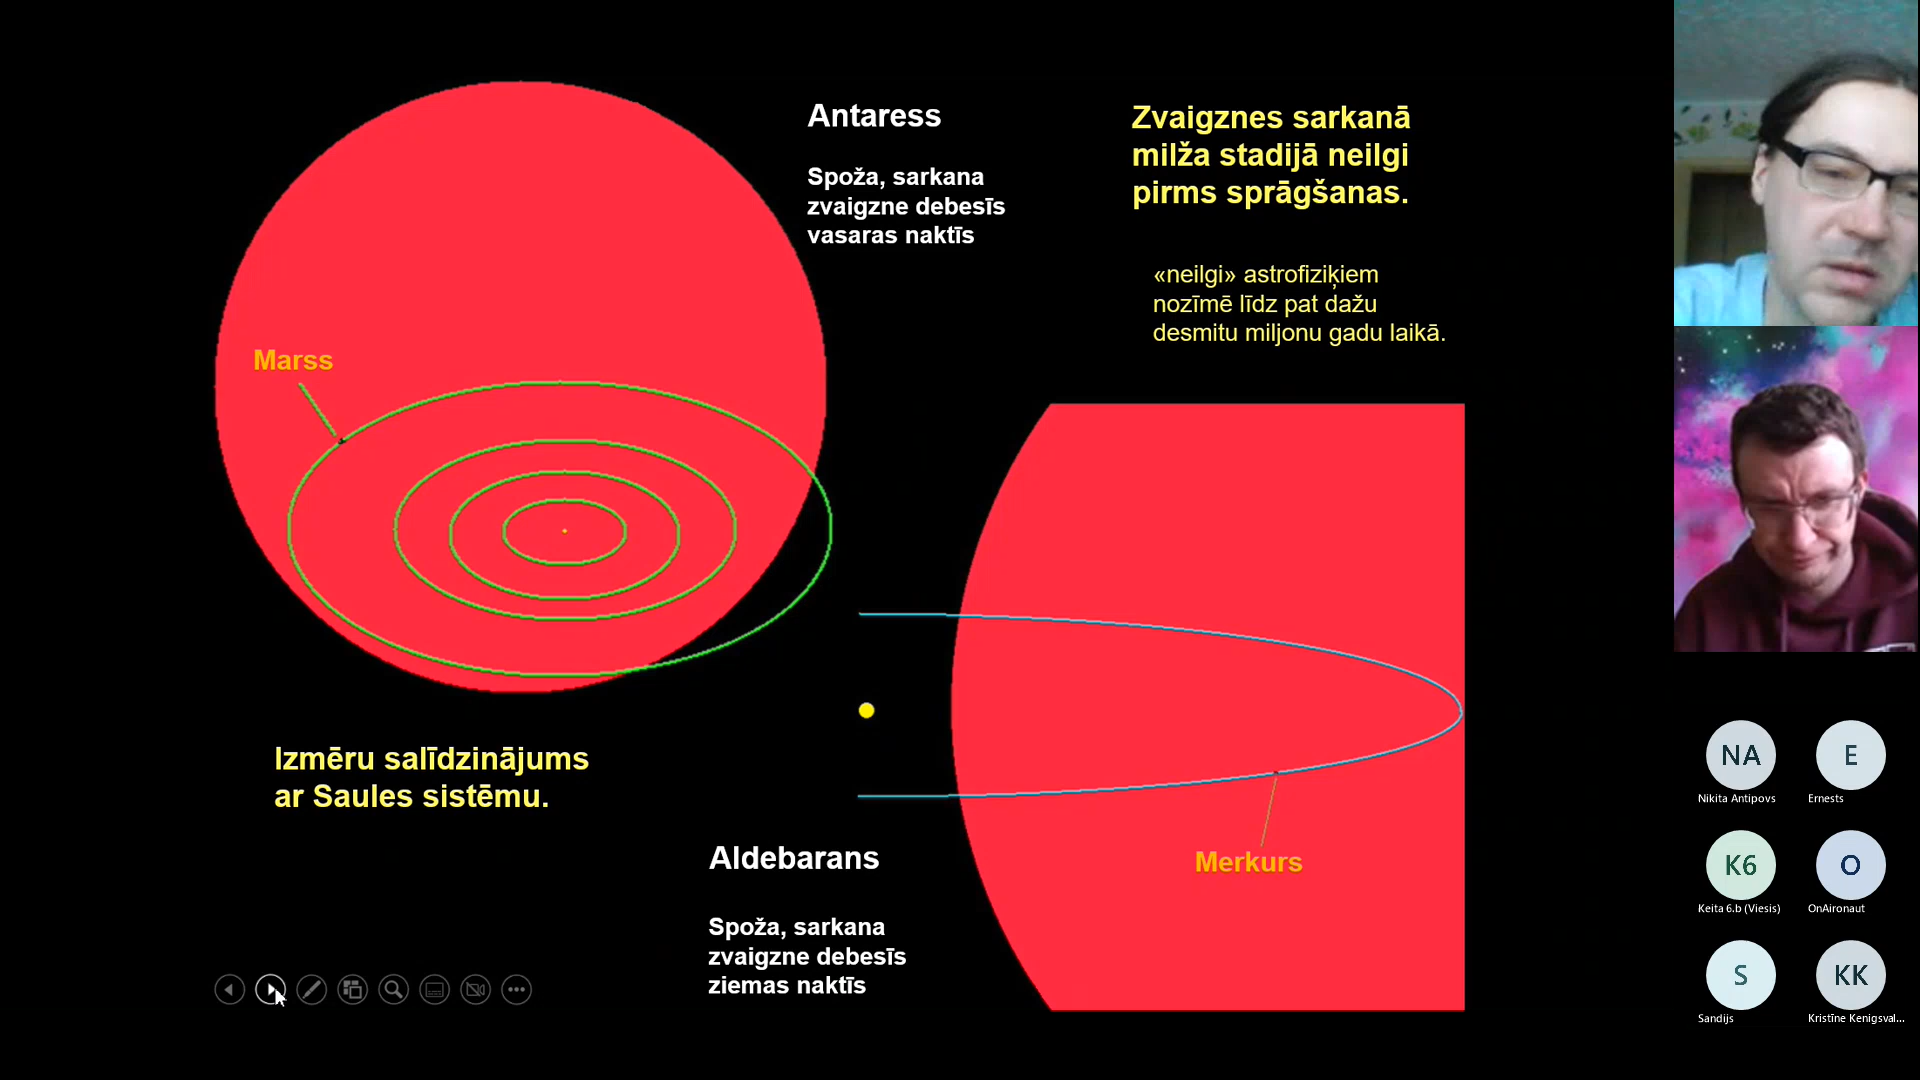 Antaress
Spoža, sarkana
zvaigzne debesīs
vasaras naktīs
Zvaigznes sarkanā
milža stadijā neilgi
pirms sprāgšanas.
«neilgi» astrofiziķiem
nozīmē līdz pat dažu
desmitu miljonu gadu laikā.
Marss
Izmēru salīdzinājums
ar Saules sistēmu.
Aldebarans
Spoža, sarkana
zvaigzne debesīs
ziemas naktīs
Merkurs
NA
Nikita Antipovs
E
Ernests
K6
Keita 6.b (Viesis)
O
OnAironaut
S
Sandijs
KK
Kristīne Kenigsval...